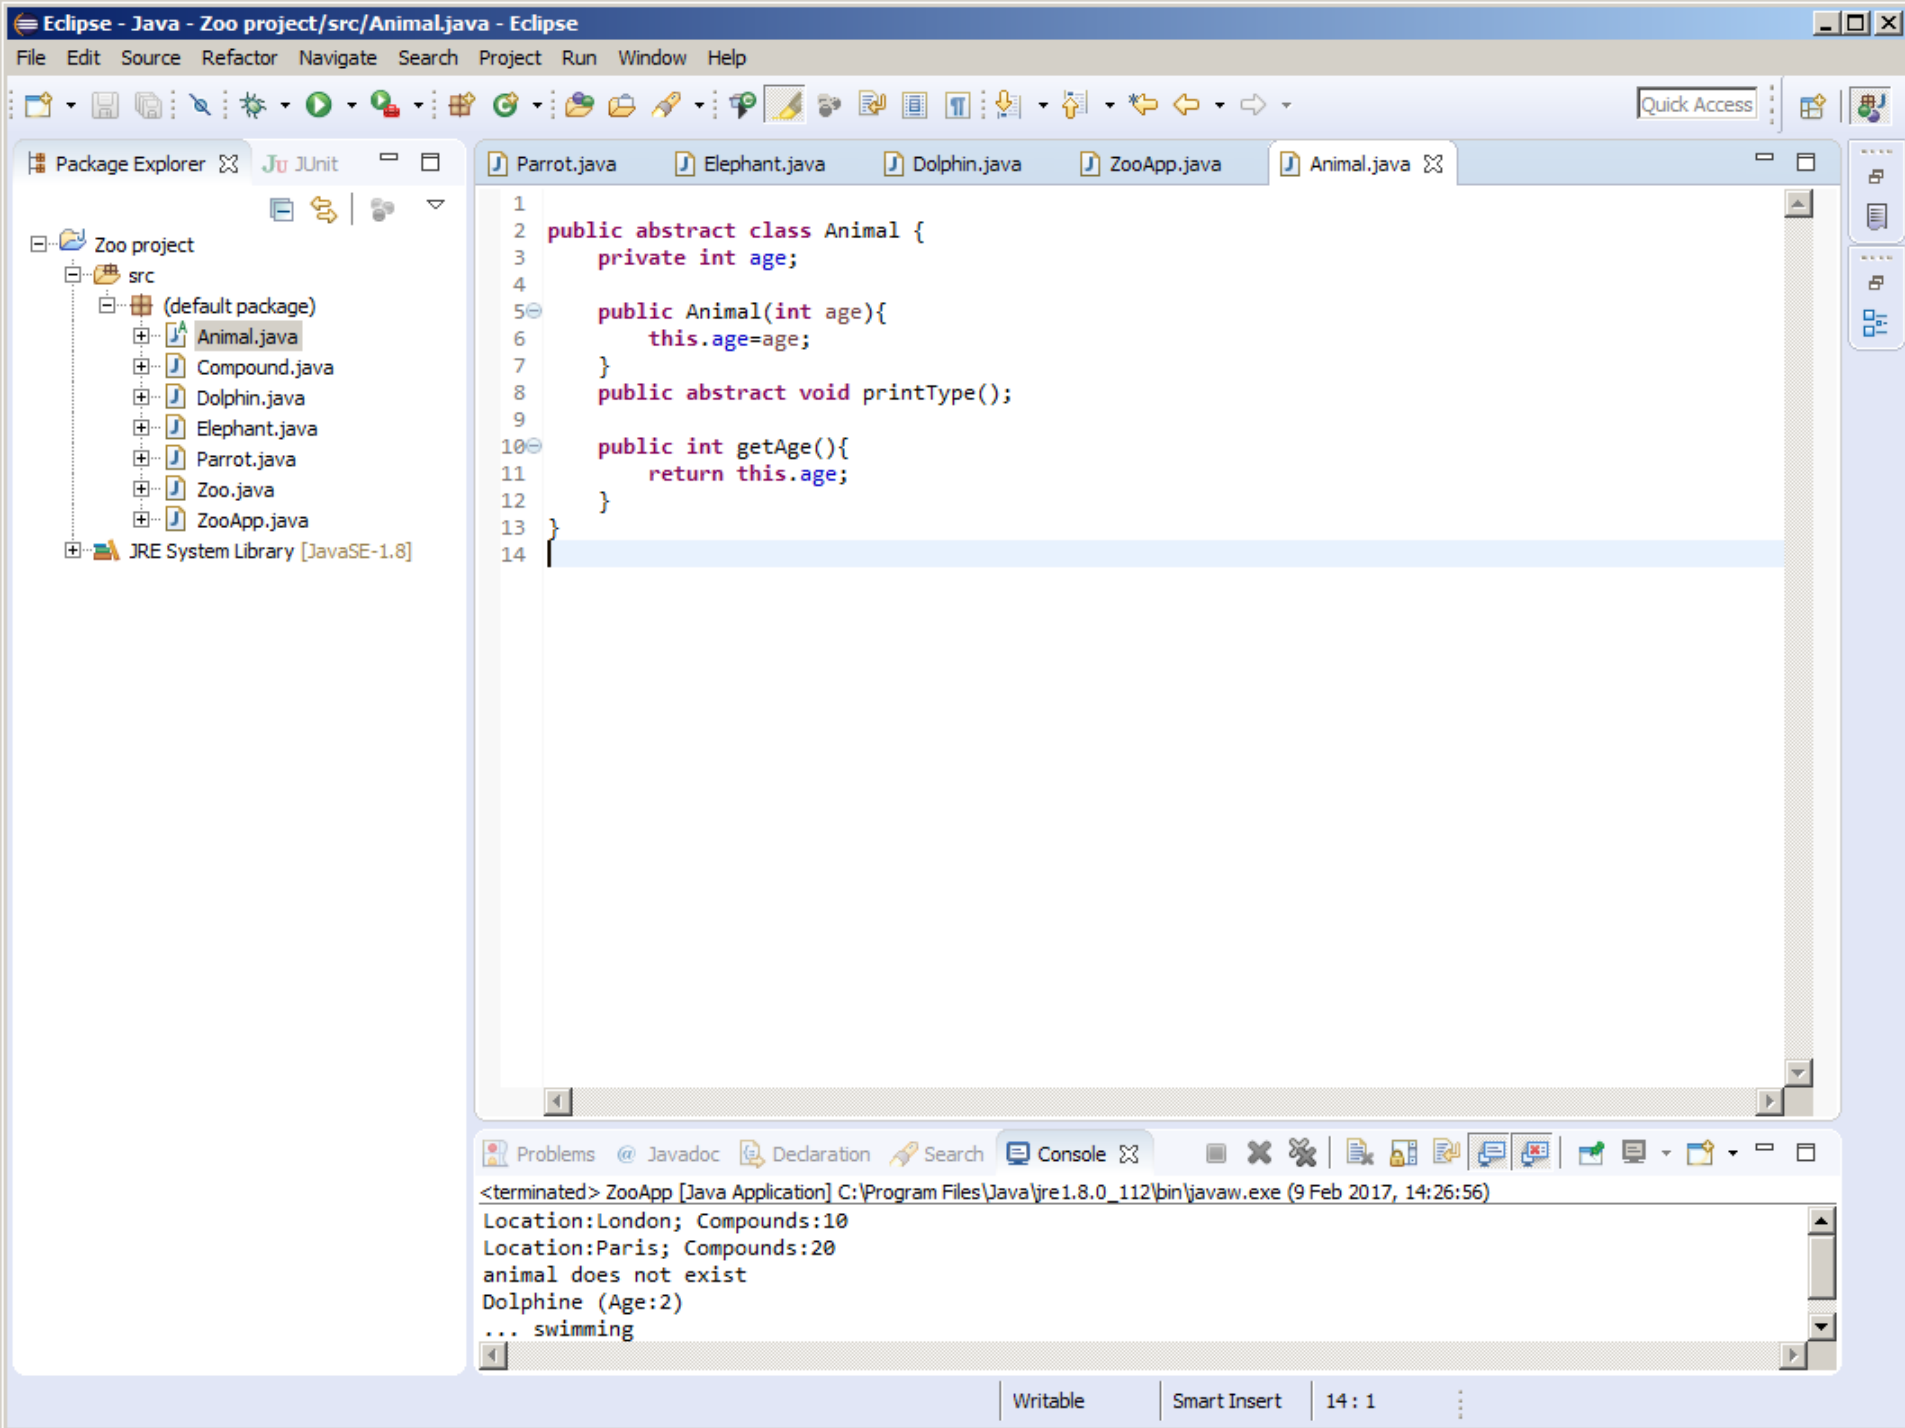 Eclipse - Java - Zoo project/src/Animal.java - Eclipse
File Edit Source Refactor Navigate Search Project Run Window Help
Quick Access
Package Explorer
JU JUnit
Zoo project
src
(default package)
Animal.java
Compound.java
Dolphin.java
Elephant.java
Parrot.java
Zoo.java
ZooApp.java
JRE System Library [JavaSE-1.8]
Parrot.java Elephant.java Dolphin.java ZooApp.java Animal.java
1
2 public abstract class Animal {
3     private int age;
4
5     public Animal(int age){
6         this.age=age;
7     }
8     public abstract void printType();
9
10     public int getAge(){
11         return this.age;
12     }
13 }
14
Problems @ Javadoc Declaration Search Console
<terminated> ZooApp [Java Application] C:\Program Files\Java\jre1.8.0_112\bin\javaw.exe (9 Feb 2017, 14:26:56)
Location:London; Compounds:10
Location:Paris; Compounds:20
animal does not exist
Dolphine (Age:2)
... swimming
Writable Smart Insert 14 : 1